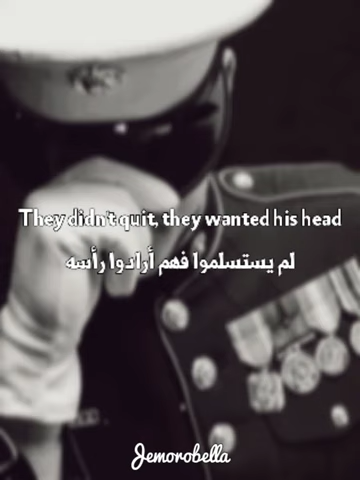 They didn't quit, they wanted his head
لم يستسلموا فهم أرادوا رأسه
Jemorobella